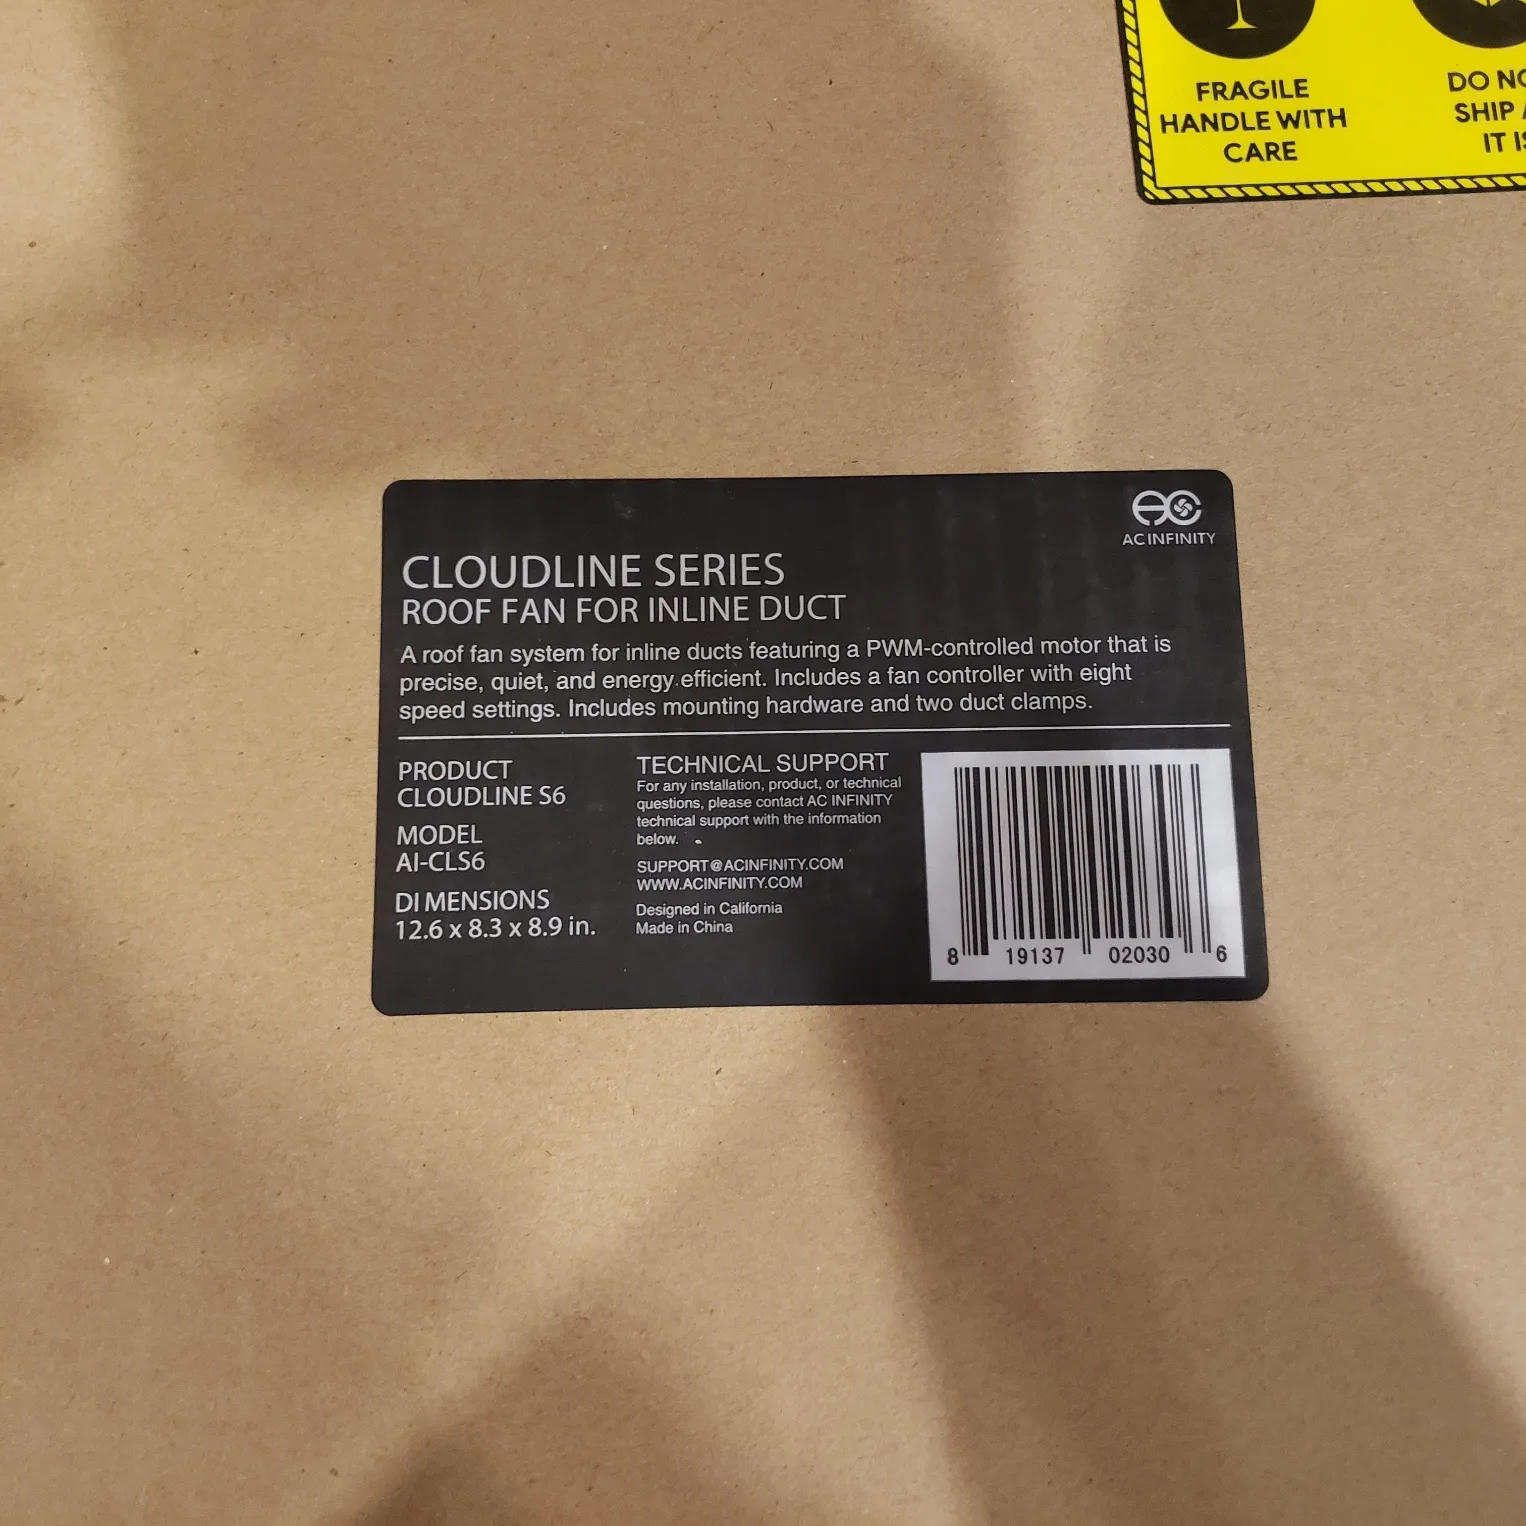 FRAGILE
HANDLE WITH
CARE
DO
SHIP
IT
AC INFINITY
CLOUDLINE SERIES
ROOF FAN FOR INLINE DUCT
A roof fan system for inline ducts featuring a PWM-controlled motor that is
precise, quiet, and energy efficient. Includes a fan controller with eight
speed settings. Includes mounting hardware and two duct clamps.
PRODUCT
CLOUDLINE S6
MODEL
AI-CLS6
DIMENSIONS
12.6 x 8.3 x 8.9 in.
TECHNICAL SUPPORT
For any installation, product, or technical
questions, please contact AC INFINITY
technical support with the information
below.
SUPPORT@ACINFINITY.COM
WWW.ACINFINITY.COM
Designed in California
Made in China
8 19137 02030 6